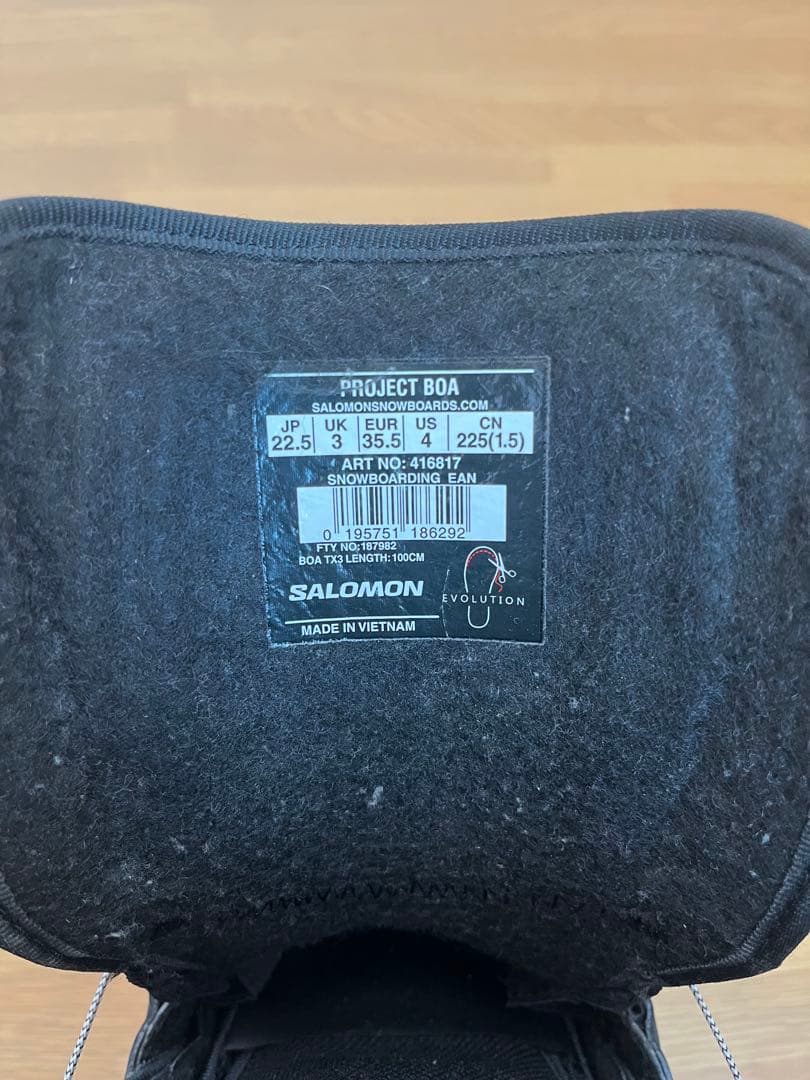 PROJECT BOA
SALOMONSNOWBOARDS.COM
JP UK EUR US CN
22.5 3 35.5 4 225(1.5)
ART NO: 416817
SNOWBOARDING EAN
0 195751 186292
FTY NO:187982
BOA TX3 LENGTH:100CM
SALOMON
EVOLUTION
MADE IN VIETNAM